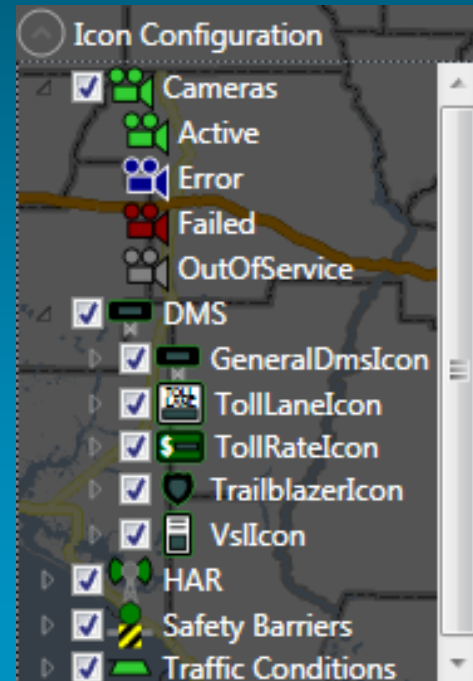 Icon Configuration
Cameras
Active
Error
Failed
OutOfService
DMS
GeneralDmsIcon
TollLaneIcon
TollRateIcon
TrailblazerIcon
VslIcon
HAR
Safety Barriers
Traffic Conditions